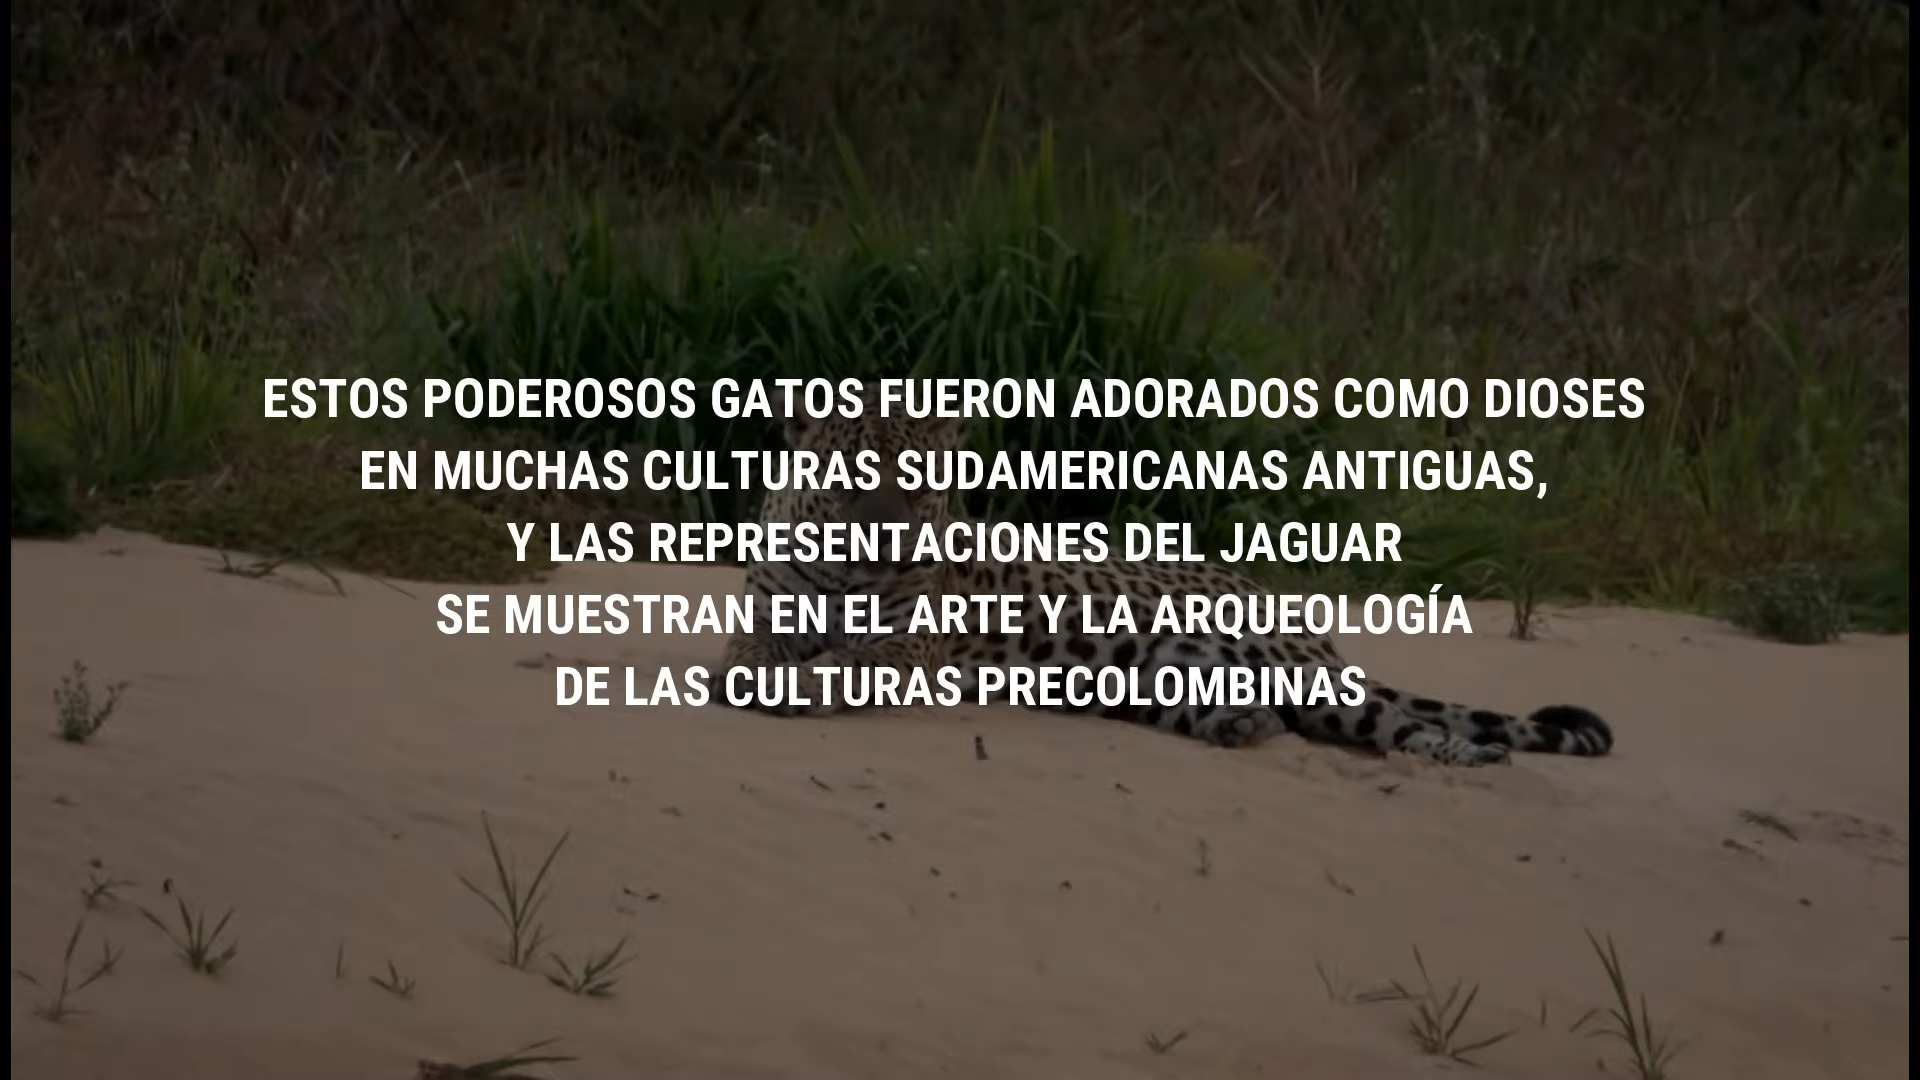 ESTOS PODEROSOS GATOS FUERON ADORADOS COMO DIOSES
EN MUCHAS CULTURAS SUDAMERICANAS ANTIGUAS,
Y LAS REPRESENTACIONES DEL JAGUAR
SE MUESTRAN EN EL ARTE Y LA ARQUEOLOGÍA
DE LAS CULTURAS PRECOLOMBINAS